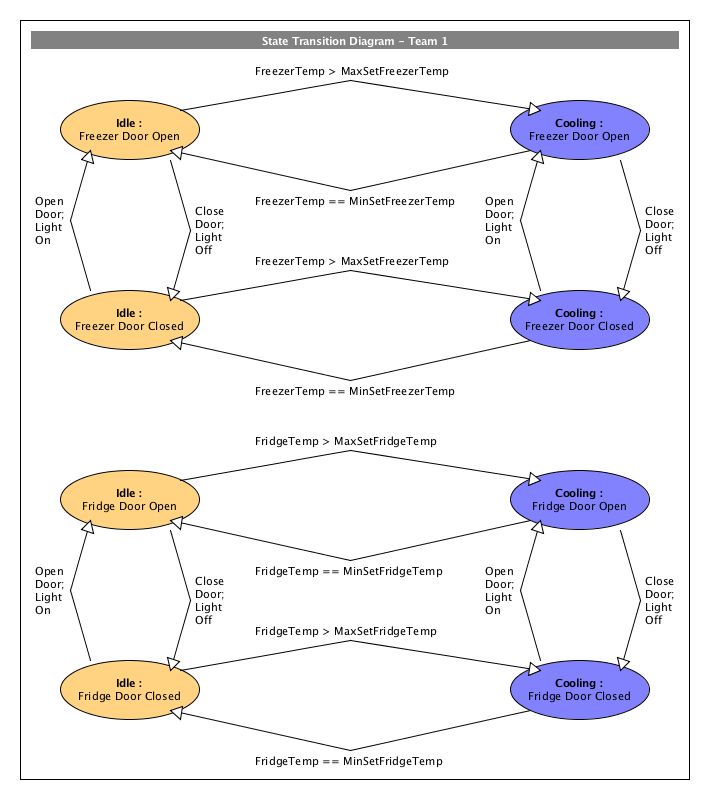 State Transition Diagram - Team 1
FreezerTemp > MaxSetFreezerTemp
Idle :
Freezer Door Open
Cooling :
Freezer Door Open
FreezerTemp == MinSetFreezerTemp
Open
Door;
Light
On
Close
Door;
Light
Off
Open
Door;
Light
On
Close
Door;
Light
Off
FreezerTemp > MaxSetFreezerTemp
Idle :
Freezer Door Closed
Cooling :
Freezer Door Closed
FreezerTemp == MinSetFreezerTemp
FridgeTemp > MaxSetFridgeTemp
Idle :
Fridge Door Open
Cooling :
Fridge Door Open
FridgeTemp == MinSetFridgeTemp
Open
Door;
Light
On
Close
Door;
Light
Off
Open
Door;
Light
On
Close
Door;
Light
Off
FridgeTemp > MaxSetFridgeTemp
Idle :
Fridge Door Closed
Cooling :
Fridge Door Closed
FridgeTemp == MinSetFridgeTemp